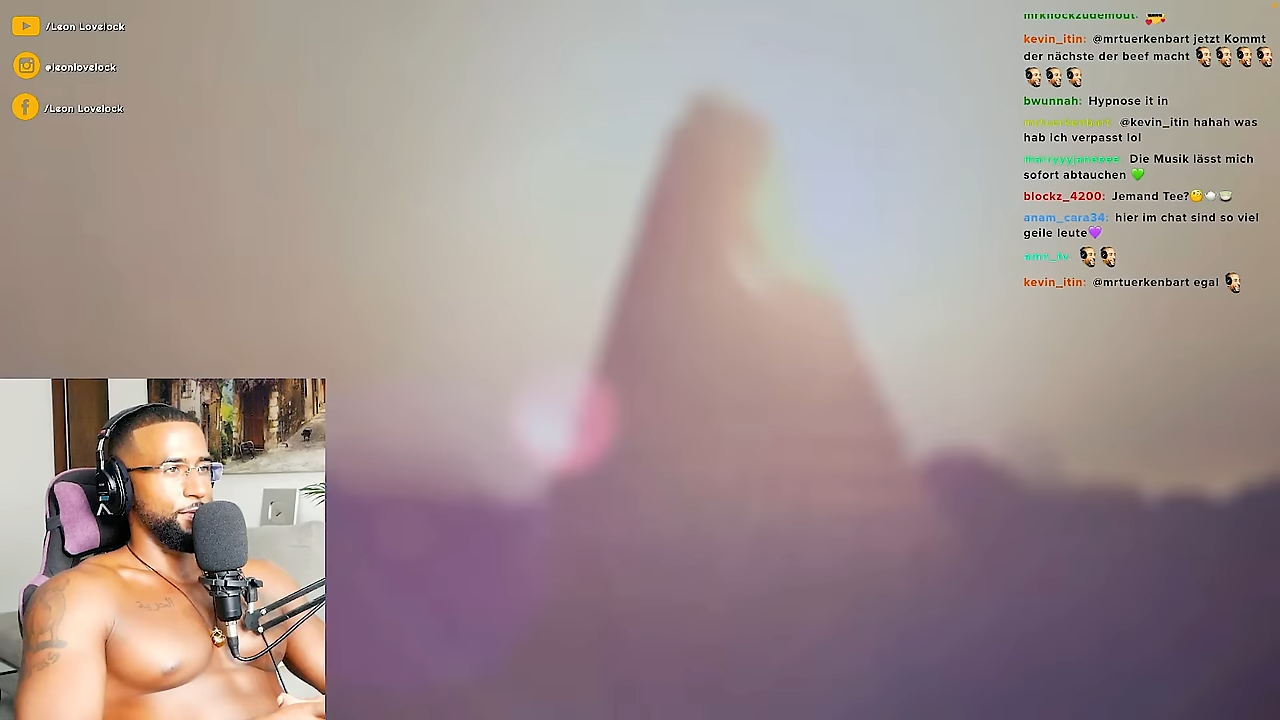 /Leon Lovelock
@leonlovelock
/Leon Lovelock
mrknockzudemout:
kevin_itin: @mrtuerkenbart jetzt Kommt
der nächste der beef macht
bwunnah: Hypnose it in
mrtuerkenbart: @kevin_itin hahah was
hab ich verpasst lol
Die Musik lässt mich
sofort abtauchen 💚
blockz_4200: Jemand Tee?🤔🍚🍵
anam_cara34: hier im chat sind so viel
geile leute💜
kevin_itin: @mrtuerkenbart egal